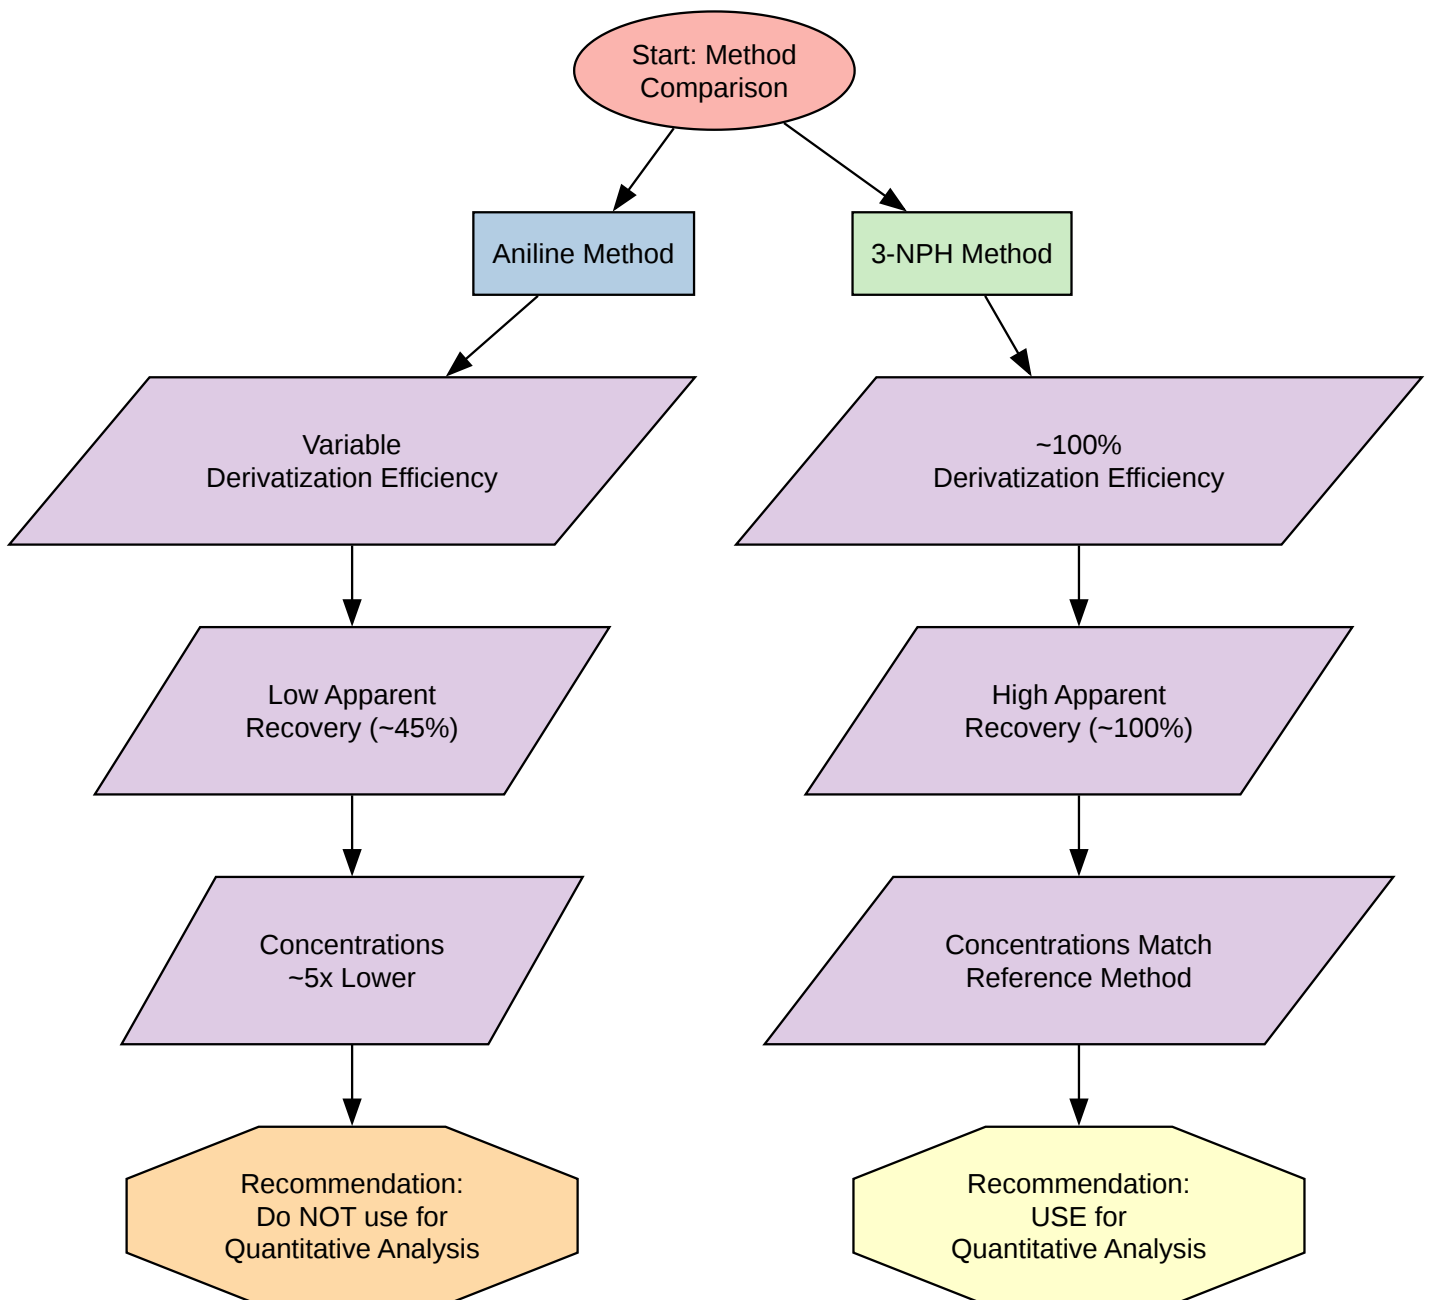 Start: Method
Comparison
Aniline Method
3-NPH Method
Variable
Derivatization Efficiency
~100%
Derivatization Efficiency
Low Apparent
Recovery (~45%)
High Apparent
Recovery (~100%)
Concentrations
~5x Lower
Concentrations Match
Reference Method
Recommendation:
Do NOT use for
Quantitative Analysis
Recommendation:
USE for
Quantitative Analysis